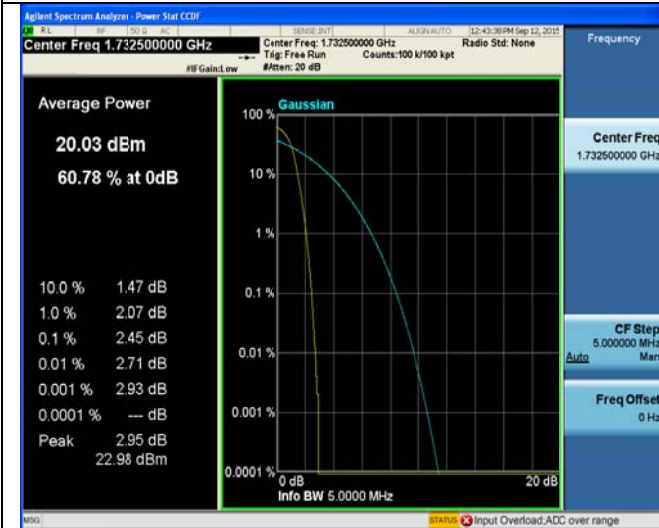 Agilent Spectrum Analyzer - Power Stat CCDF
RL RF 50 Ω AC SENSE:INT ALIGN AUTO 12:43:38 PM Sep 12, 2015
Center Freq 1.732500000 GHz
Center Freq: 1.732500000 GHz Radio Std: None
Trig: Free Run Counts:100 k/100 kpt
#IFGain:Low #Atten: 20 dB
Frequency
Average Power
20.03 dBm
60.78 % at 0dB
10.0 % 1.47 dB
1.0 % 2.07 dB
0.1 % 2.45 dB
0.01 % 2.71 dB
0.001 % 2.93 dB
0.0001 % --- dB
Peak 2.95 dB
22.98 dBm
Gaussian
100 %
10 %
1 %
0.1 %
0.01 %
0.001 %
0.0001 %
0 dB 20 dB
Info BW 5.0000 MHz
Center Freq
1.732500000 GHz
CF Step
5.000000 MHz
Auto Man
Freq Offset
0 Hz
MSG STATUS Input Overload;ADC over range